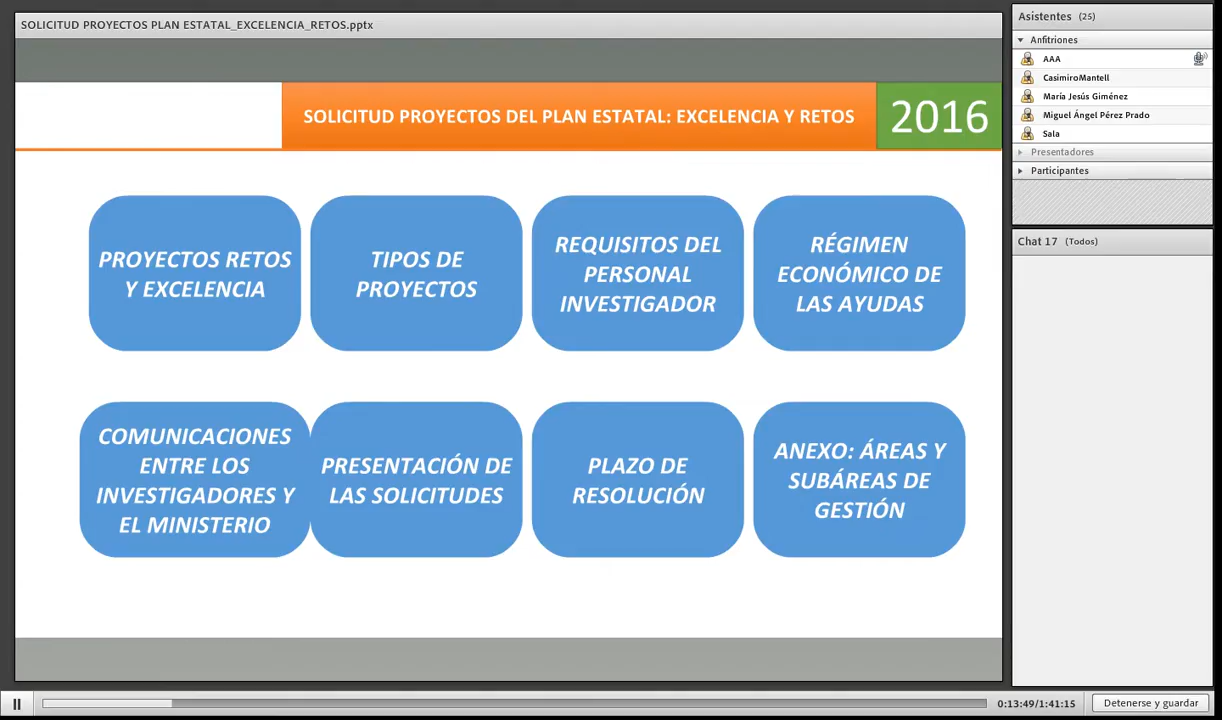 SOLICITUD PROYECTOS PLAN ESTATAL_EXCELENCIA_RETOS.pptx
SOLICITUD PROYECTOS DEL PLAN ESTATAL: EXCELENCIA Y RETOS
2016
PROYECTOS RETOS
Y EXCELENCIA
TIPOS DE
PROYECTOS
REQUISITOS DEL
PERSONAL
INVESTIGADOR
RÉGIMEN
ECONÓMICO DE
LAS AYUDAS
COMUNICACIONES
ENTRE LOS
INVESTIGADORES Y
EL MINISTERIO
PRESENTACIÓN DE
LAS SOLICITUDES
PLAZO DE
RESOLUCIÓN
ANEXO: ÁREAS Y
SUBÁREAS DE
GESTIÓN
Asistentes (25)
Anfitriones
AAA
CasimiroMantell
María Jesús Giménez
Miguel Ángel Pérez Prado
Sala
Presentadores
Participantes
Chat 17 (Todos)
0:13:49/1:41:15
Detenerse y guardar